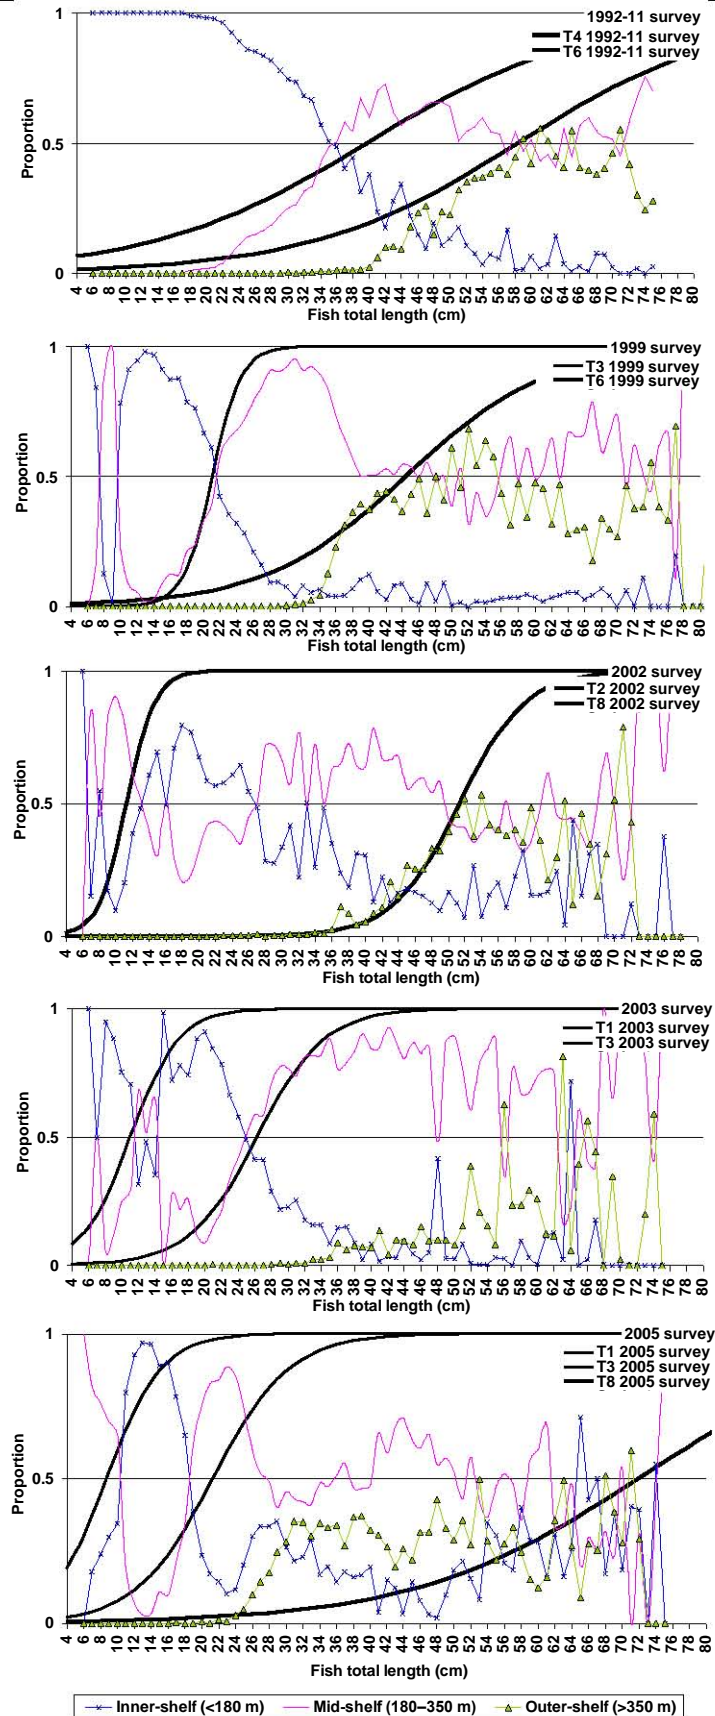 1992-11 survey
T4 1992-11 survey
T6 1992-11 survey
Proportion
1
0.5
0
4 6 8 10 12 14 16 18 20 22 24 26 28 30 32 34 36 38 40 42 44 46 48 50 52 54 56 58 60 62 64 66 68 70 72 74 76 78 80
Fish total length (cm)
1999 survey
T3 1999 survey
T6 1999 survey
Proportion
1
0.5
0
4 6 8 10 12 14 16 18 20 22 24 26 28 30 32 34 36 38 40 42 44 46 48 50 52 54 56 58 60 62 64 66 68 70 72 74 76 78 80
Fish total length (cm)
2002 survey
T2 2002 survey
T8 2002 survey
Proportion
1
0.5
0
4 6 8 10 12 14 16 18 20 22 24 26 28 30 32 34 36 38 40 42 44 46 48 50 52 54 56 58 60 62 64 66 68 70 72 74 76 78 80
Fish total length (cm)
2003 survey
T1 2003 survey
T3 2003 survey
Proportion
1
0.5
0
4 6 8 10 12 14 16 18 20 22 24 26 28 30 32 34 36 38 40 42 44 46 48 50 52 54 56 58 60 62 64 66 68 70 72 74 76 78 80
Fish total length (cm)
2005 survey
T1 2005 survey
T3 2005 survey
T8 2005 survey
Proportion
1
0.5
0
4 6 8 10 12 14 16 18 20 22 24 26 28 30 32 34 36 38 40 42 44 46 48 50 52 54 56 58 60 62 64 66 68 70 72 74 76 78 80
Fish total length (cm)
Inner-shelf (<180 m) Mid-shelf (180–350 m) Outer-shelf (>350 m)